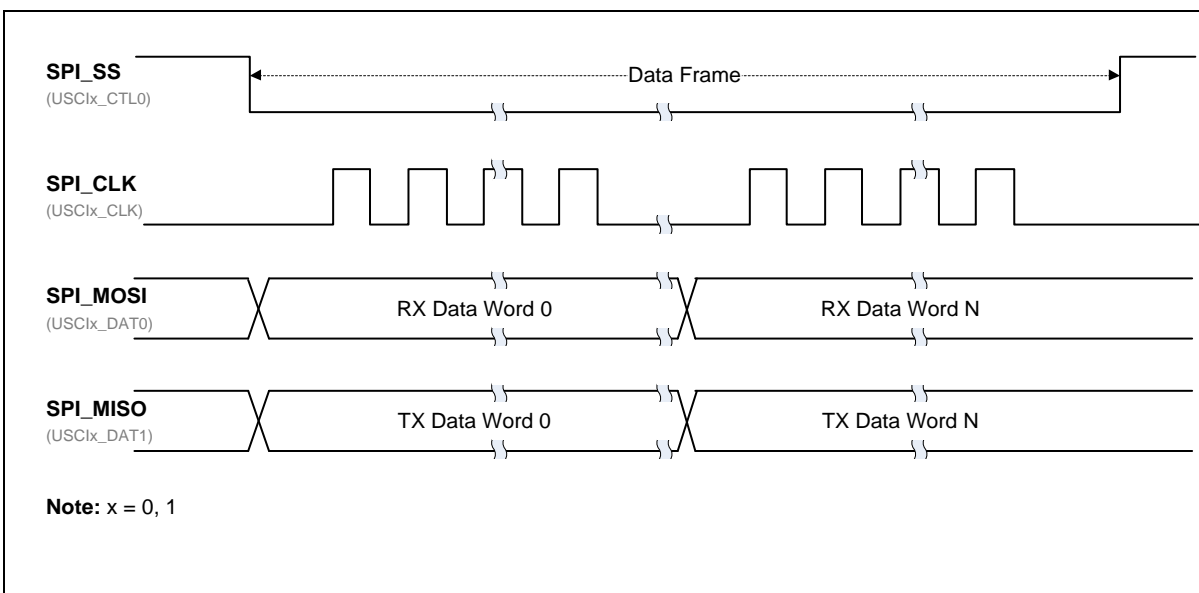 SPI_SS
Data Frame
(USCIx_CTL0)
SPI_CLK
(USCIx_CLK)
SPI_MOSI
RX Data Word 0
RX Data Word N
(USCIx_DAT0)
SPI_MISO
TX Data Word 0
TX Data Word N
(USCIx_DAT1)
Note: x = 0, 1